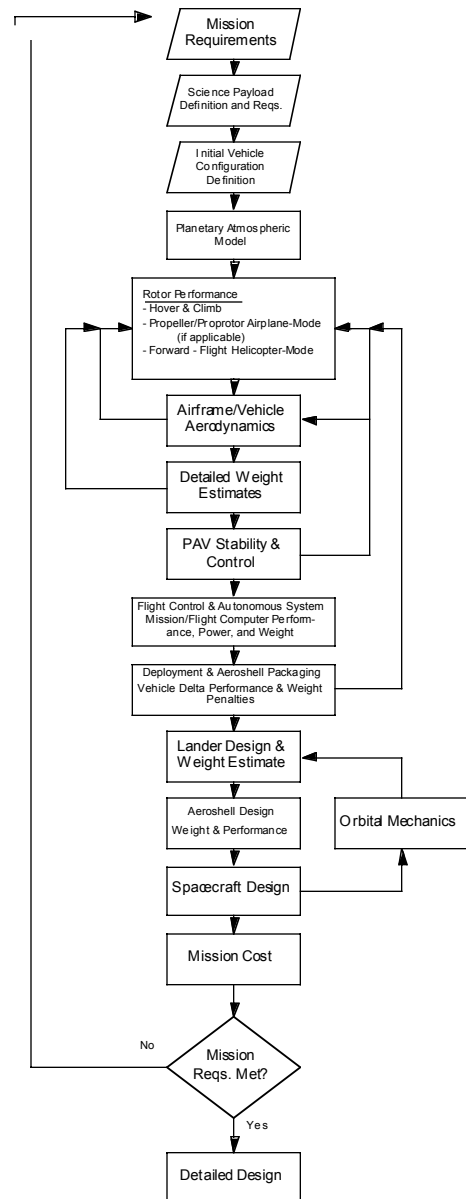 Mission
Requirements
Science Payload
Definition and Reqs.
Initial Vehicle
Configuration
Definition
Planetary Atmospheric
Model
Rotor Performance
- Hover & Climb
- Propeller/Proprotor Airplane-Mode
(if applicable)
- Forward - Flight Helicopter-Mode
Airframe/Vehicle
Aerodynamics
Detailed Weight
Estimates
PAV Stability &
Control
Flight Control & Autonomous System
Mission/Flight Computer Perform-
ance, Power, and Weight
Deployment & Aeroshell Packaging
Vehicle Delta Performance & Weight
Penalties
Lander Design &
Weight Estimate
Aeroshell Design
Weight & Performance
Orbital Mechanics
Spacecraft Design
Mission Cost
No
Mission
Reqs. Met?
Yes
Detailed Design